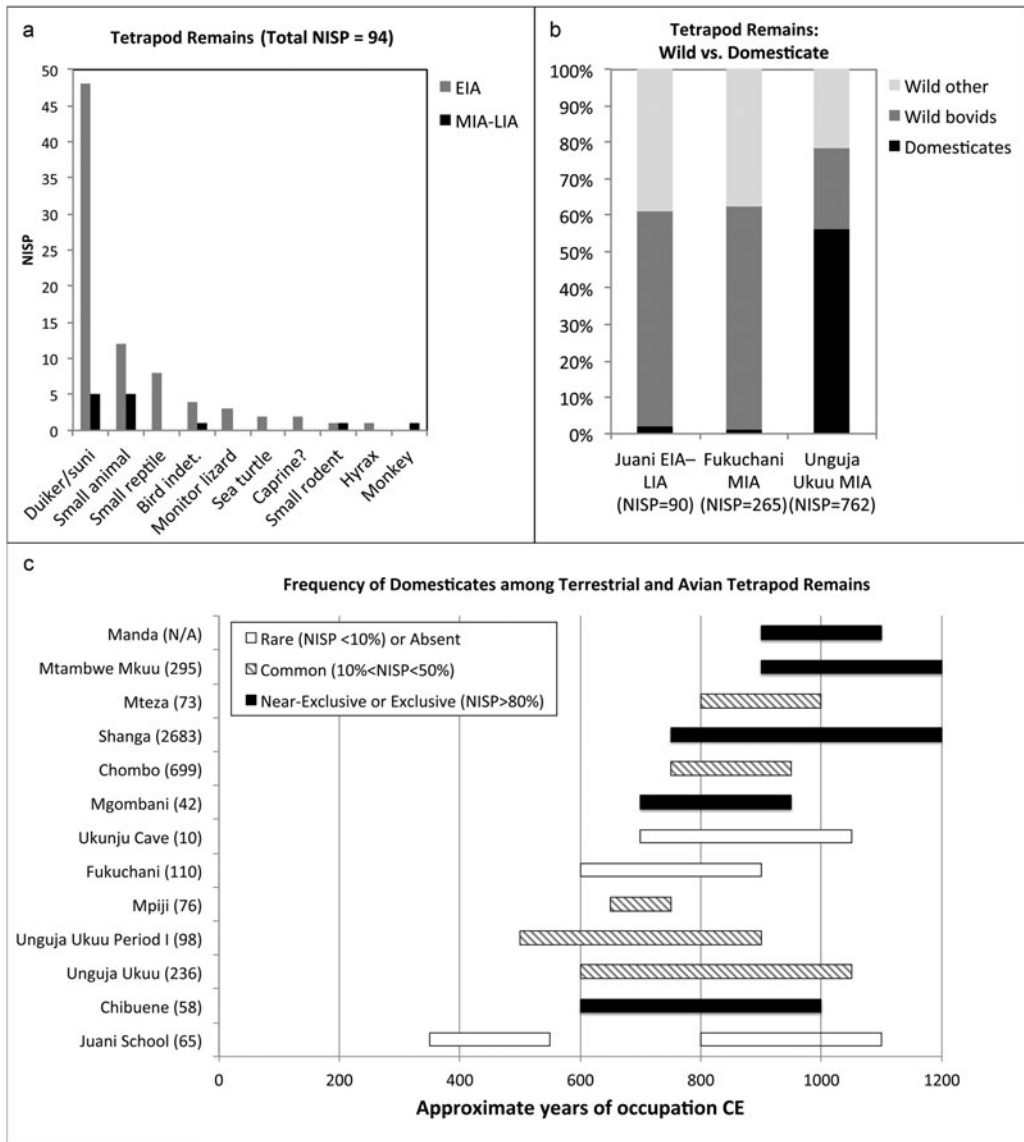 a
Tetrapod Remains (Total NISP = 94)
50
45
40
35
30
25
20
15
10
5
0
NISP
EIA
MIA-LIA
Duiker/suni
Small animal
Small reptile
Bird indet.
Monitor lizard
Sea turtle
Caprine?
Small rodent
Hyrax
Monkey
b
Tetrapod Remains:
Wild vs. Domesticate
100%
90%
80%
70%
60%
50%
40%
30%
20%
10%
0%
Wild other
Wild bovids
Domesticates
Juani EIA–
LIA
(NISP=90)
Fukuchani
MIA
(NISP=265)
Unguja
Ukuu MIA
(NISP=762)
c
Frequency of Domesticates among Terrestrial and Avian Tetrapod Remains
Rare (NISP <10%) or Absent
Common (10%<NISP<50%)
Near-Exclusive or Exclusive (NISP>80%)
Manda (N/A)
Mtambwe Mkuu (295)
Mteza (73)
Shanga (2683)
Chombo (699)
Mgombani (42)
Ukunju Cave (10)
Fukuchani (110)
Mpiji (76)
Unguja Ukuu Period I (98)
Unguja Ukuu (236)
Chibuene (58)
Juani School (65)
0
200
400
600
800
1000
1200
Approximate years of occupation CE